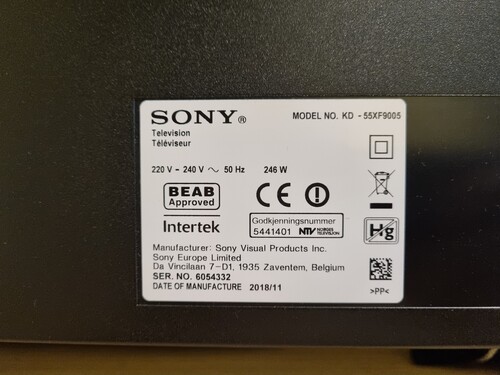 SONY® MODEL NO. KD - 55XF9005
Television
Téléviseur
220 V - 240 V ~ 50 Hz 246 W
BEAB
Approved
CE
Intertek
Godkjenningsnummer
5441401 NTV NORGES TELEVISJON
Hg
Manufacturer: Sony Visual Products Inc.
Sony Europe Limited
Da Vincilaan 7-D1, 1935 Zaventem, Belgium
SER. NO. 6054332
DATE OF MANUFACTURE 2018/11
>PP<